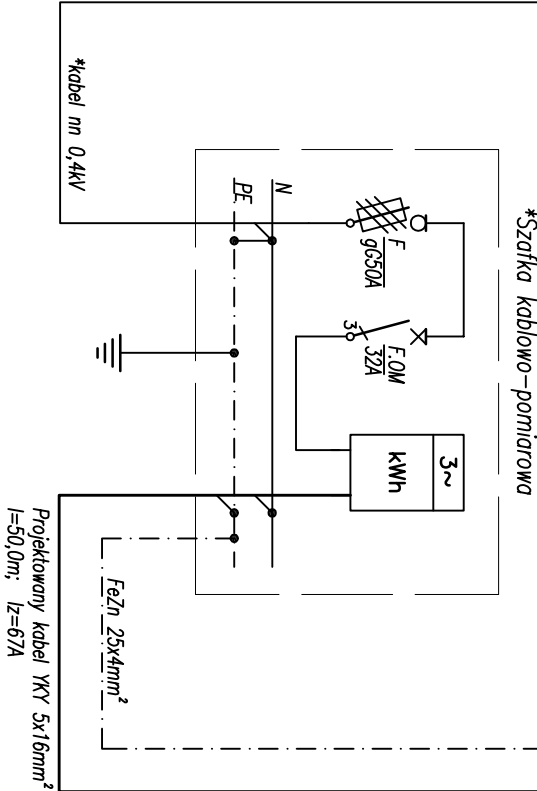 *Szafka kablowo-pomiarowa
F
gG50A
F.OM
32A
3
3~
kWh
N
PE
*kabel nn 0,4kV
FeZn 25x4mm²
Projektowany kabel YKY 5x16mm²
l=50,0m; Iz=67A